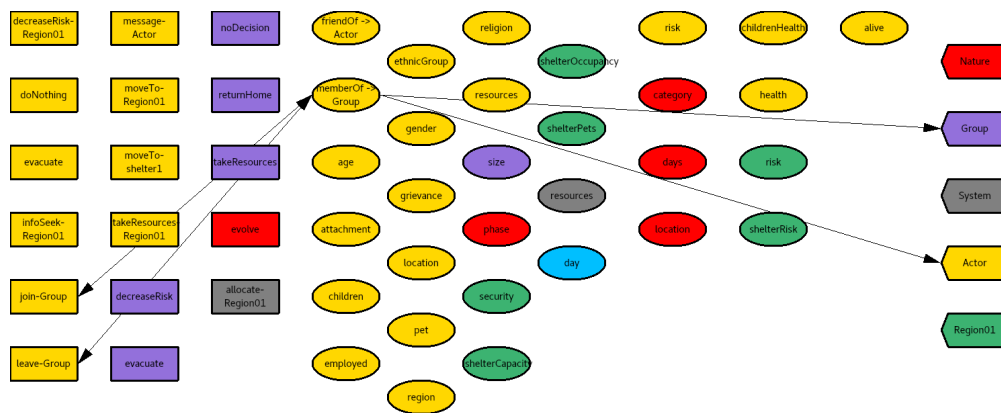 decreaseRisk-
Region01
message-
Actor
noDecision
friendOf ->
Actor
religion
risk
childrenHealth
alive
ethnicGroup
shelterOccupancy
Nature
doNothing
moveTo-
Region01
returnHome
memberOf ->
Group
resources
category
health
gender
shelterPets
Group
evacuate
moveTo-
shelter1
takeResources
age
size
days
risk
grievance
resources
System
infoSeek-
Region01
takeResources-
Region01
evolve
attachment
phase
location
shelterRisk
location
day
Actor
join-Group
decreaseRisk
allocate-
Region01
children
security
pet
Region01
leave-Group
evacuate
employed
shelterCapacity
region